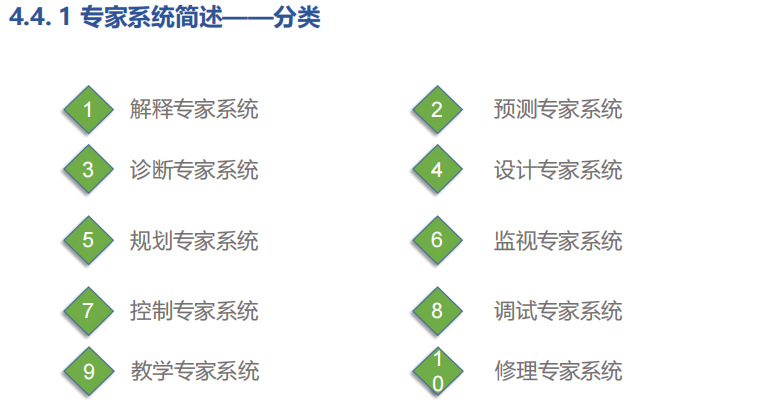 4.4. 1 专家系统简述——分类
1 解释专家系统
2 预测专家系统
3 诊断专家系统
4 设计专家系统
5 规划专家系统
6 监视专家系统
7 控制专家系统
8 调试专家系统
9 教学专家系统
10 修理专家系统